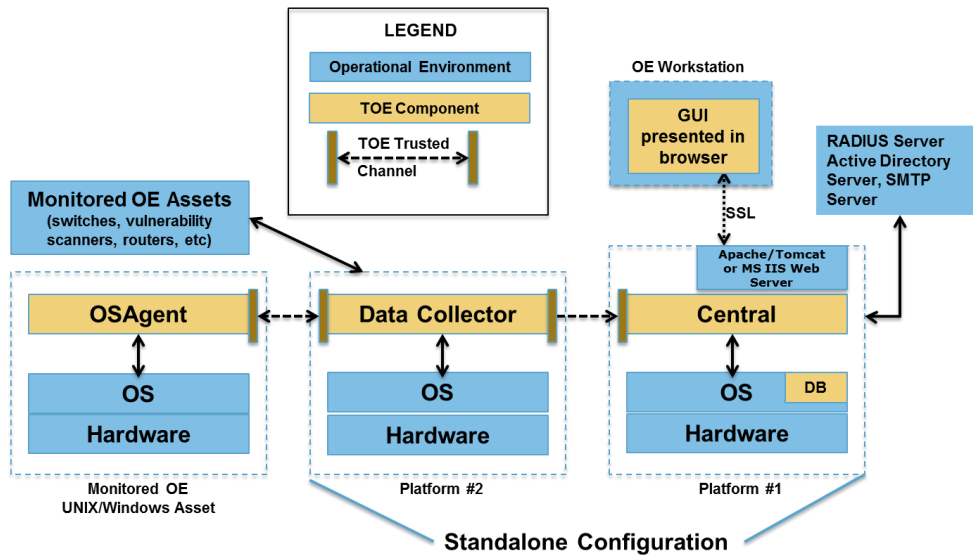 LEGEND
Operational Environment
TOE Component
TOE Trusted
Channel
OE Workstation
GUI
presented in
browser
SSL
RADIUS Server
Active Directory
Server, SMTP
Server
Monitored OE Assets
(switches, vulnerability
scanners, routers, etc)
Apache/Tomcat
or MS IIS Web
Server
OSAgent
Data Collector
Central
OS
OS
OS
DB
Hardware
Hardware
Hardware
Monitored OE
UNIX/Windows Asset
Platform #2
Platform #1
Standalone Configuration